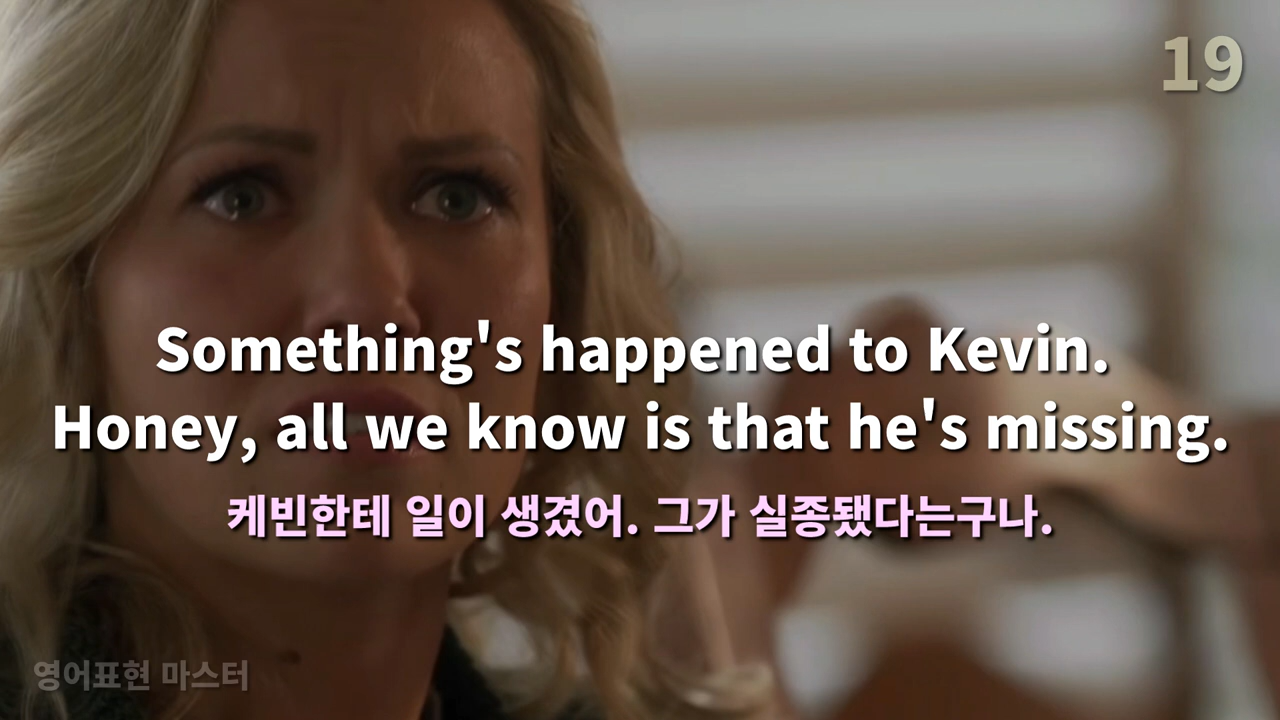 19
Something's happened to Kevin.
Honey, all we know is that he's missing.
케빈한테 일이 생겼어. 그가 실종됐다는구나.
영어표현 마스터